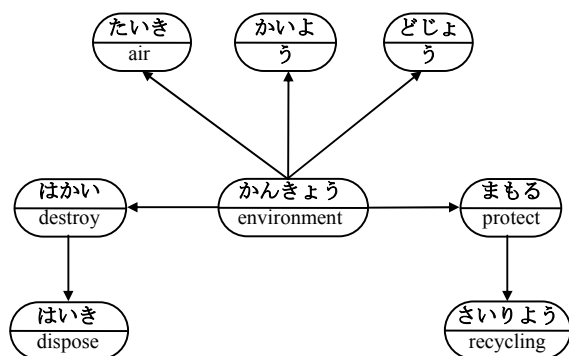 たいき
air
かいよ
う
どじょ
う
はかい
destroy
かんきょう
environment
まもる
protect
はいき
dispose
さいりよう
recycling